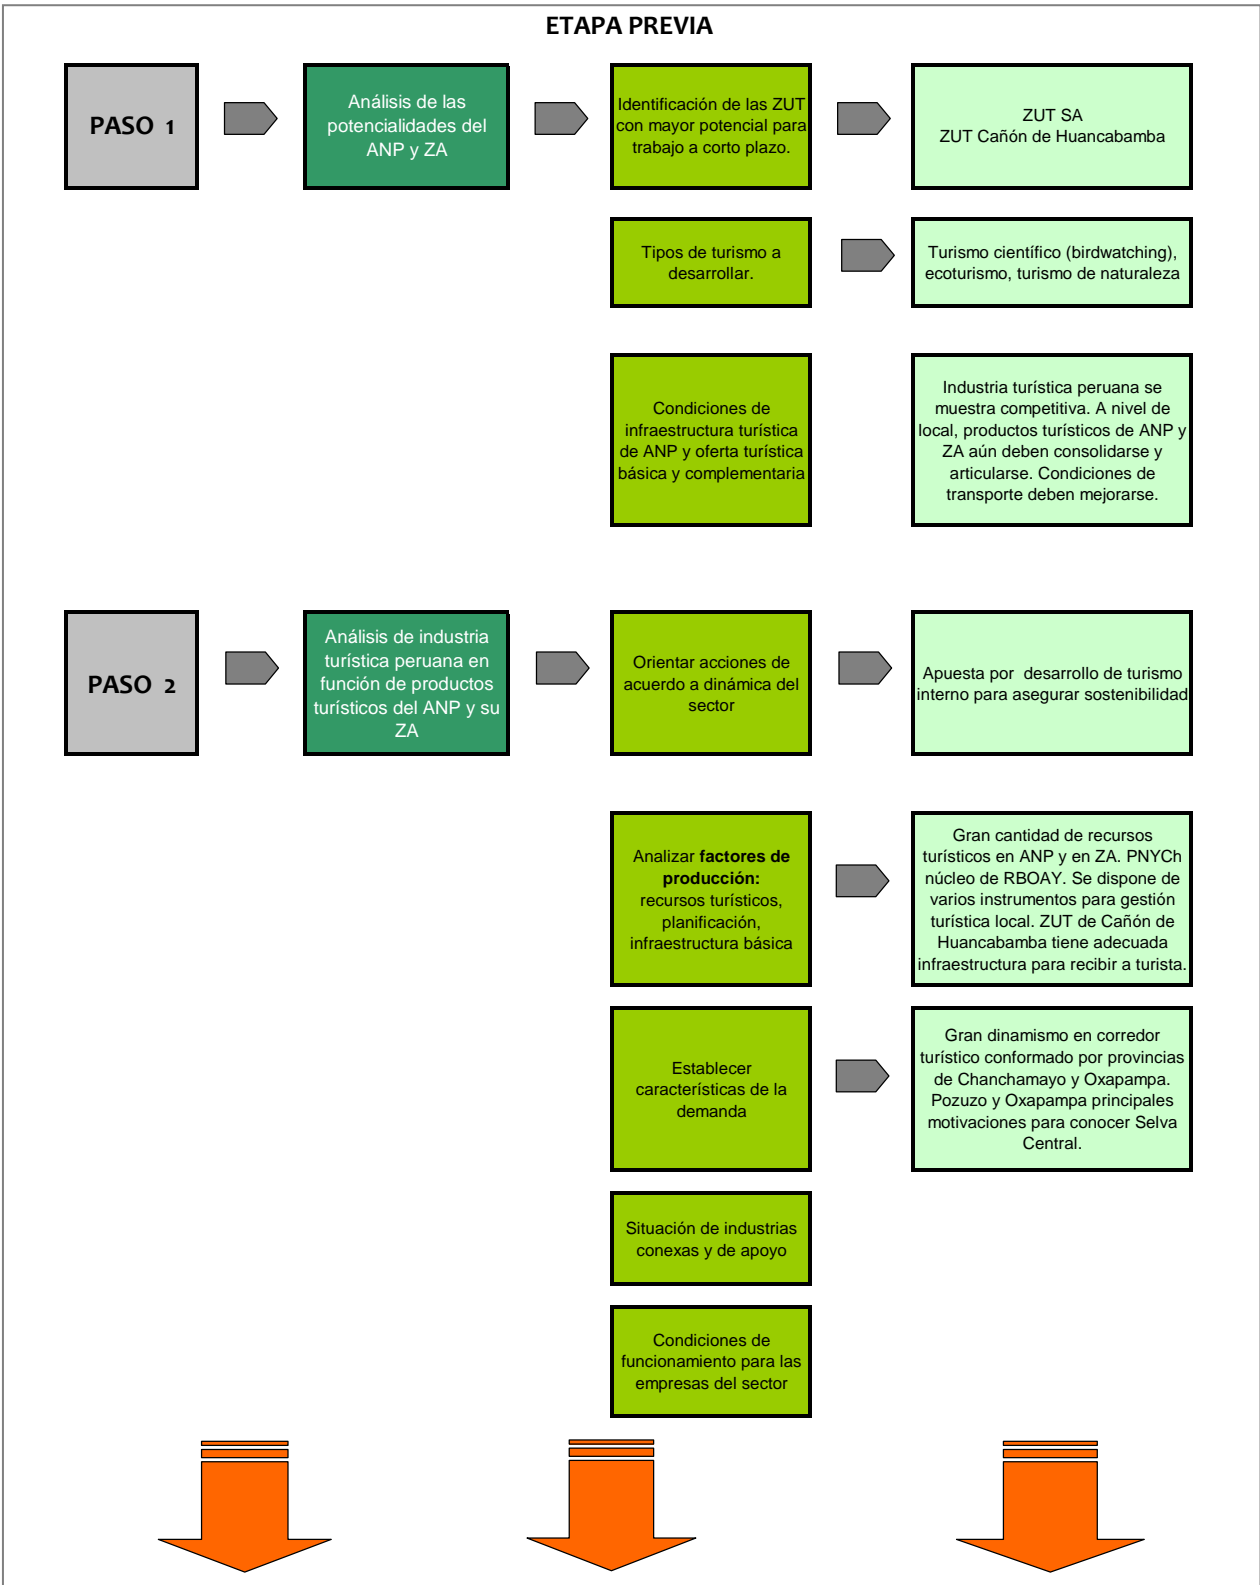 ETAPA PREVIA
PASO 1
Análisis de las
potencialidades del
ANP y ZA
Identificación de las ZUT
con mayor potencial para
trabajo a corto plazo.
ZUT SA
ZUT Cañón de Huancabamba
Tipos de turismo a
desarrollar.
Turismo científico (birdwatching),
ecoturismo, turismo de naturaleza
Condiciones de
infraestructura turística
de ANP y oferta turística
básica y complementaria
Industria turística peruana se
muestra competitiva. A nivel de
local, productos turísticos de ANP y
ZA aún deben consolidarse y
articularse. Condiciones de
transporte deben mejorarse.
PASO 2
Análisis de industria
turística peruana en
función de productos
turísticos del ANP y su
ZA
Orientar acciones de
acuerdo a dinámica del
sector
Apuesta por desarrollo de turismo
interno para asegurar sostenibilidad
Analizar factores de
producción:
recursos turísticos,
planificación,
infraestructura básica
Gran cantidad de recursos
turísticos en ANP y en ZA. PNYCh
núcleo de RBOAY. Se dispone de
varios instrumentos para gestión
turística local. ZUT de Cañón de
Huancabamba tiene adecuada
infraestructura para recibir a turista.
Establecer
características de la
demanda
Gran dinamismo en corredor
turístico conformado por provincias
de Chanchamayo y Oxapampa.
Pozuzo y Oxapampa principales
motivaciones para conocer Selva
Central.
Situación de industrias
conexas y de apoyo
Condiciones de
funcionamiento para las
empresas del sector